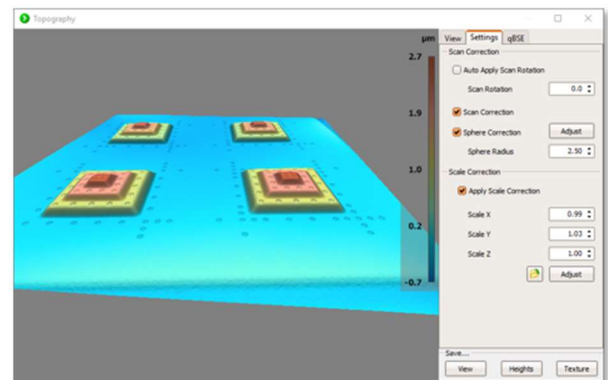 Topography
µm
2.7
1.9
1.0
0.2
-0.7
View Settings qBSE
Scan Correction
Auto Apply Scan Rotation
Scan Rotation 0.0
Scan Correction
Sphere Correction Adjust
Sphere Radius 2.50
Scale Correction
Apply Scale Correction
Scale X 0.99
Scale Y 1.03
Scale Z 1.00
Adjust
Save...
View Heights Texture